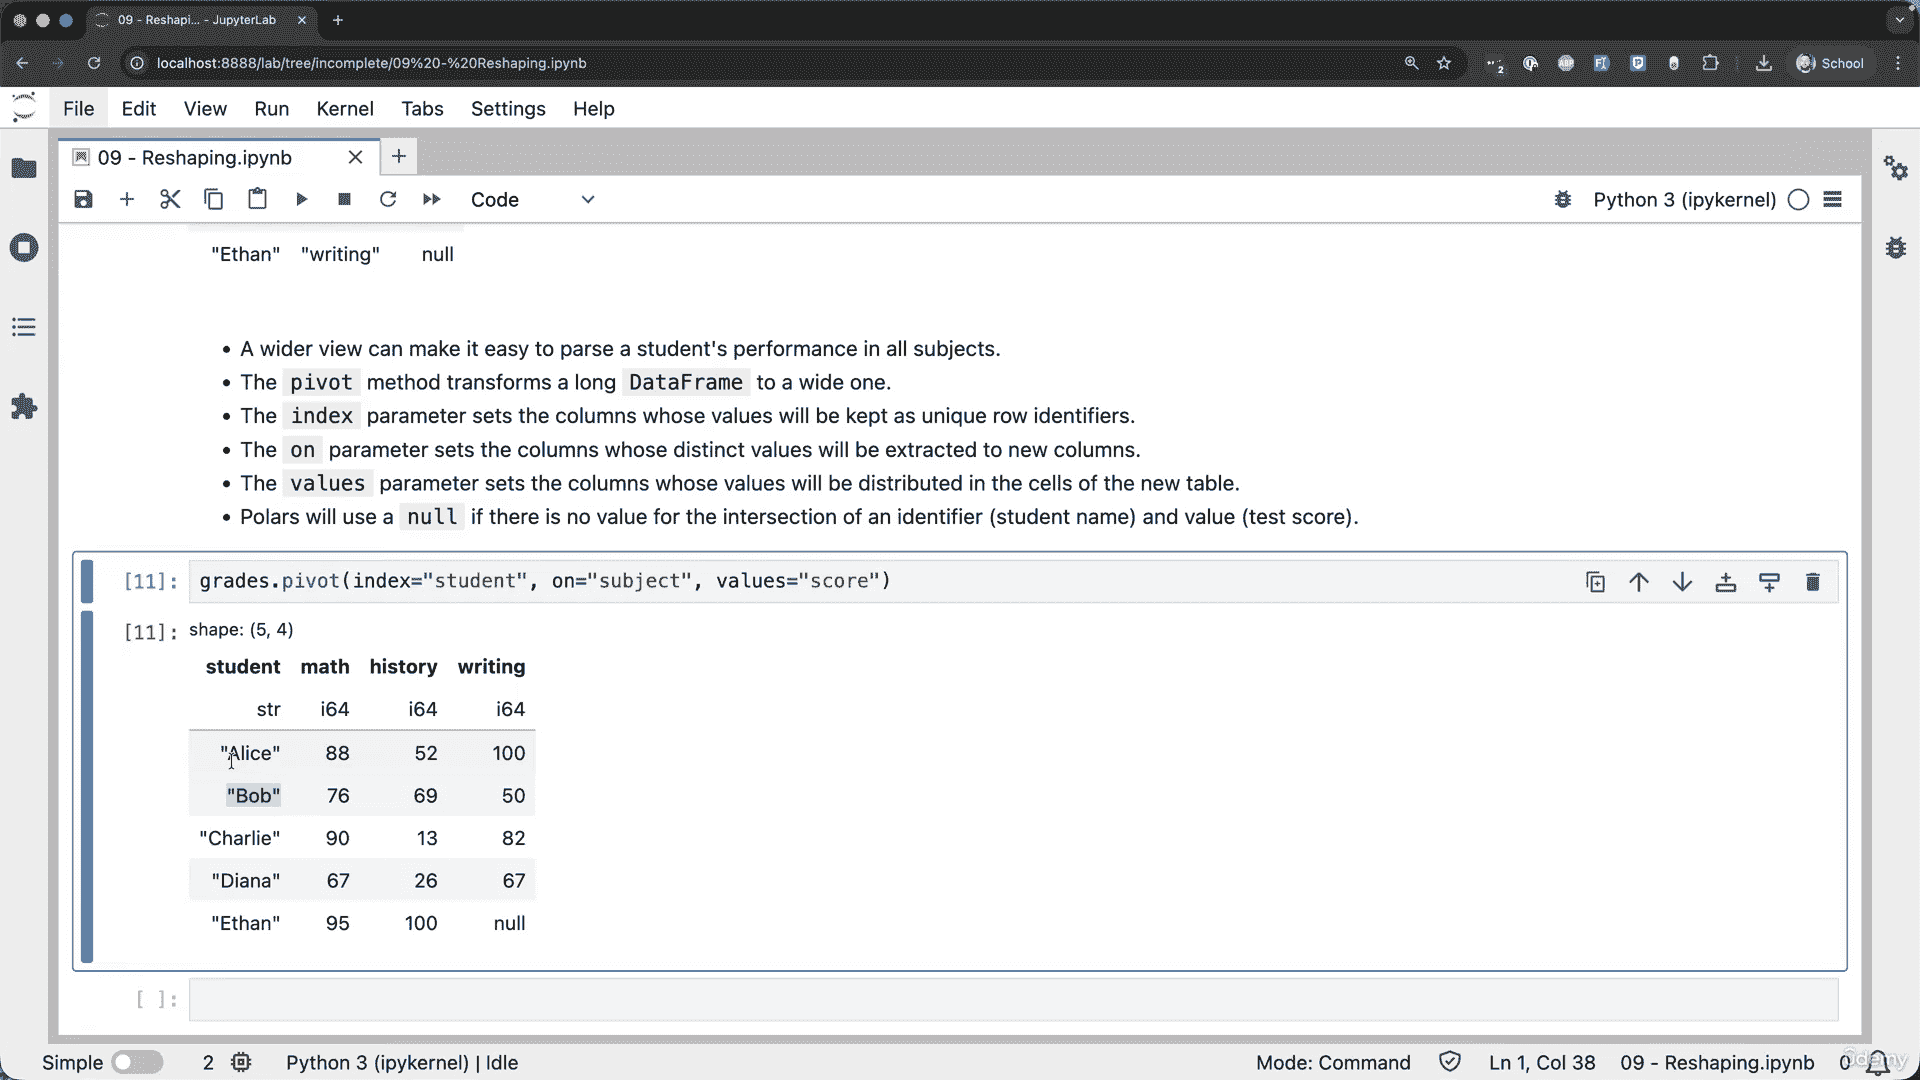 09 - Reshapi... - JupyterLab
localhost:8888/lab/tree/incomplete/09%20-%20Reshaping.ipynb
2
ABP
School
File Edit View Run Kernel Tabs Settings Help
09 - Reshaping.ipynb
Code
Python 3 (ipykernel)
"Ethan" "writing" null
• A wider view can make it easy to parse a student's performance in all subjects.
• The pivot method transforms a long DataFrame to a wide one.
• The index parameter sets the columns whose values will be kept as unique row identifiers.
• The on parameter sets the columns whose distinct values will be extracted to new columns.
• The values parameter sets the columns whose values will be distributed in the cells of the new table.
• Polars will use a null if there is no value for the intersection of an identifier (student name) and value (test score).
[11]: grades.pivot(index="student", on="subject", values="score")
[11]: shape: (5, 4)
student math history writing
str i64 i64 i64
"Alice" 88 52 100
"Bob" 76 69 50
"Charlie" 90 13 82
"Diana" 67 26 67
"Ethan" 95 100 null
[ ]:
Simple 2 Python 3 (ipykernel) | Idle Mode: Command Ln 1, Col 38 09 - Reshaping.ipynb 0
udemy